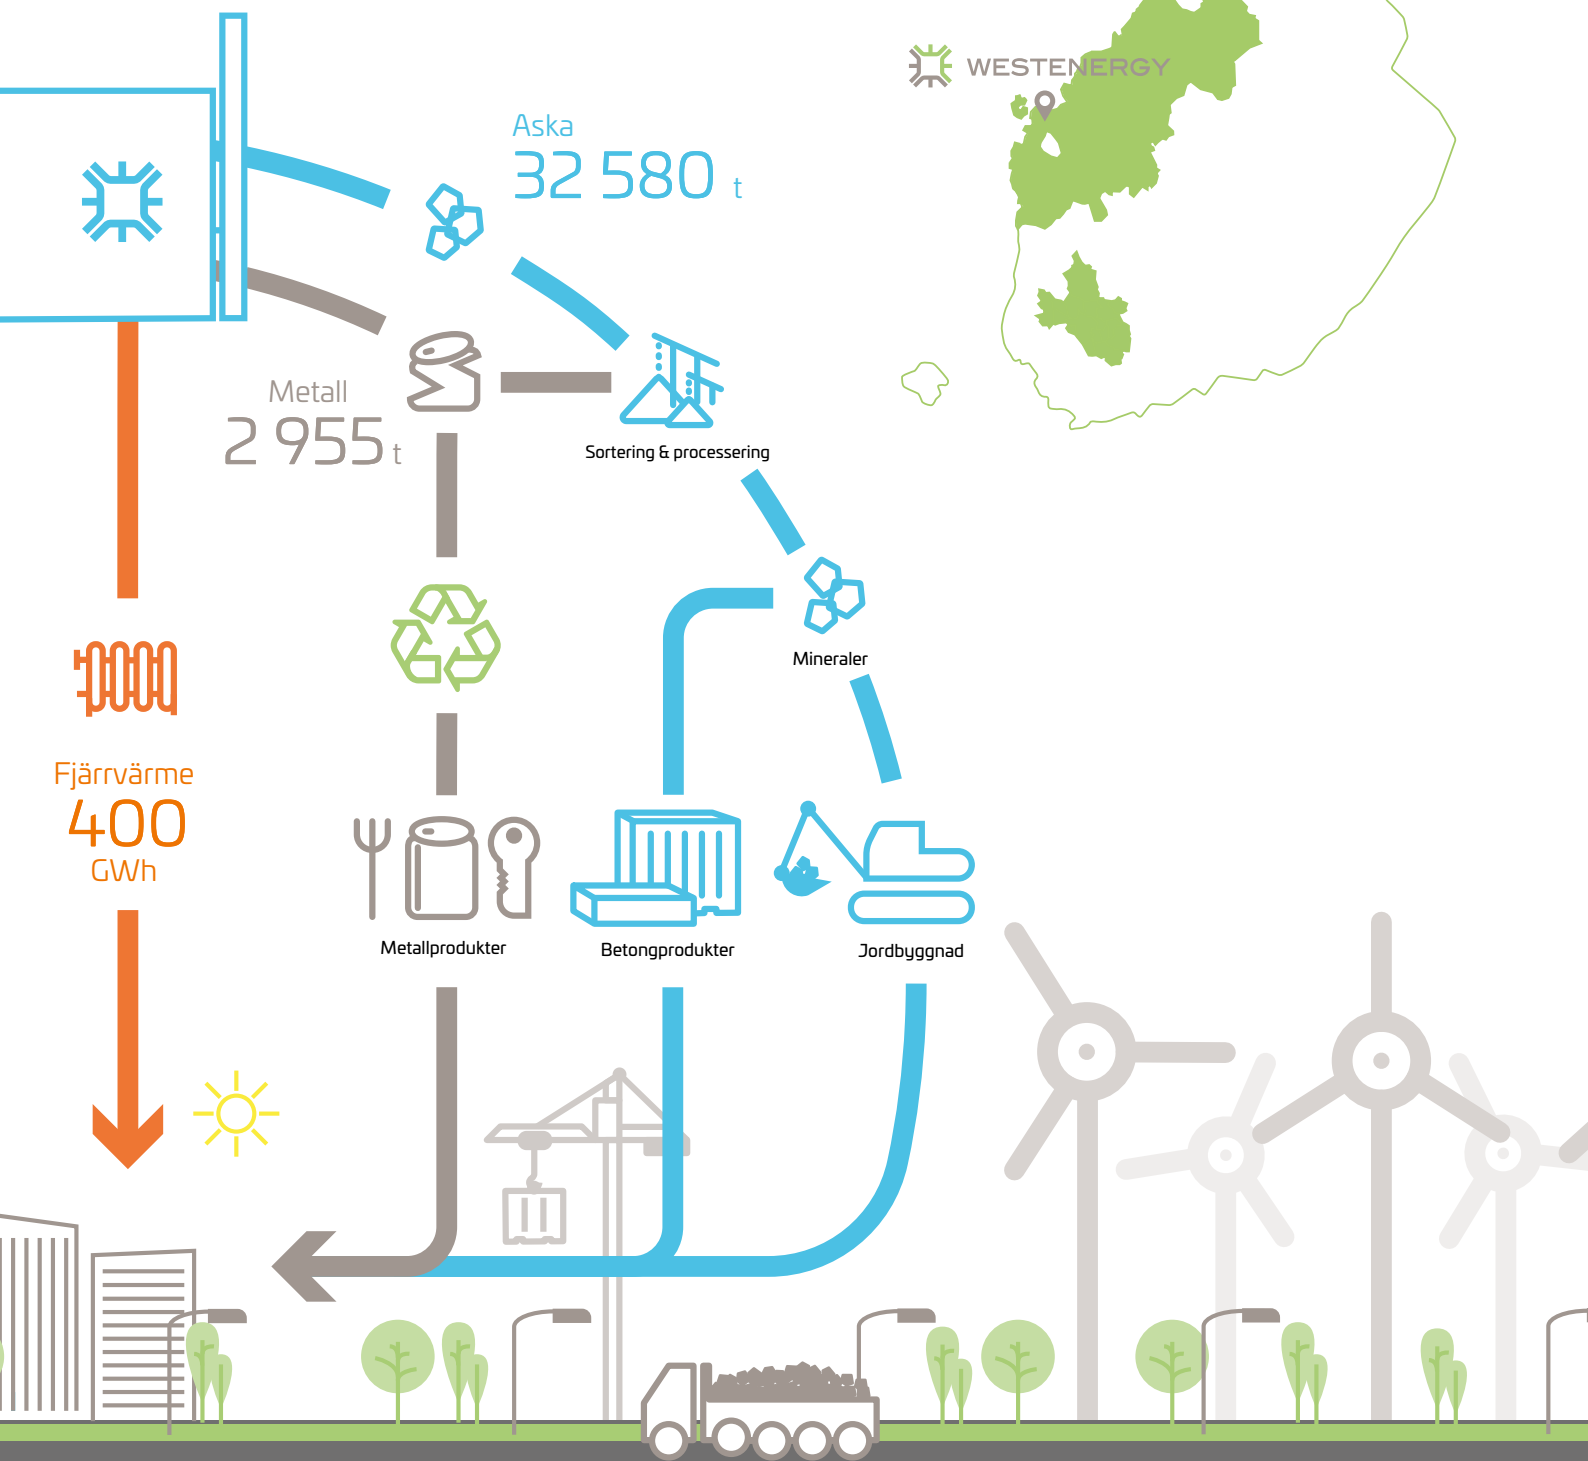 WESTENERGY
Aska
32 580 t
Metall
2 955 t
Sortering & processering
Mineraler
Fjärrvärme
400
GWh
Metallprodukter
Betongprodukter
Jordbyggnad